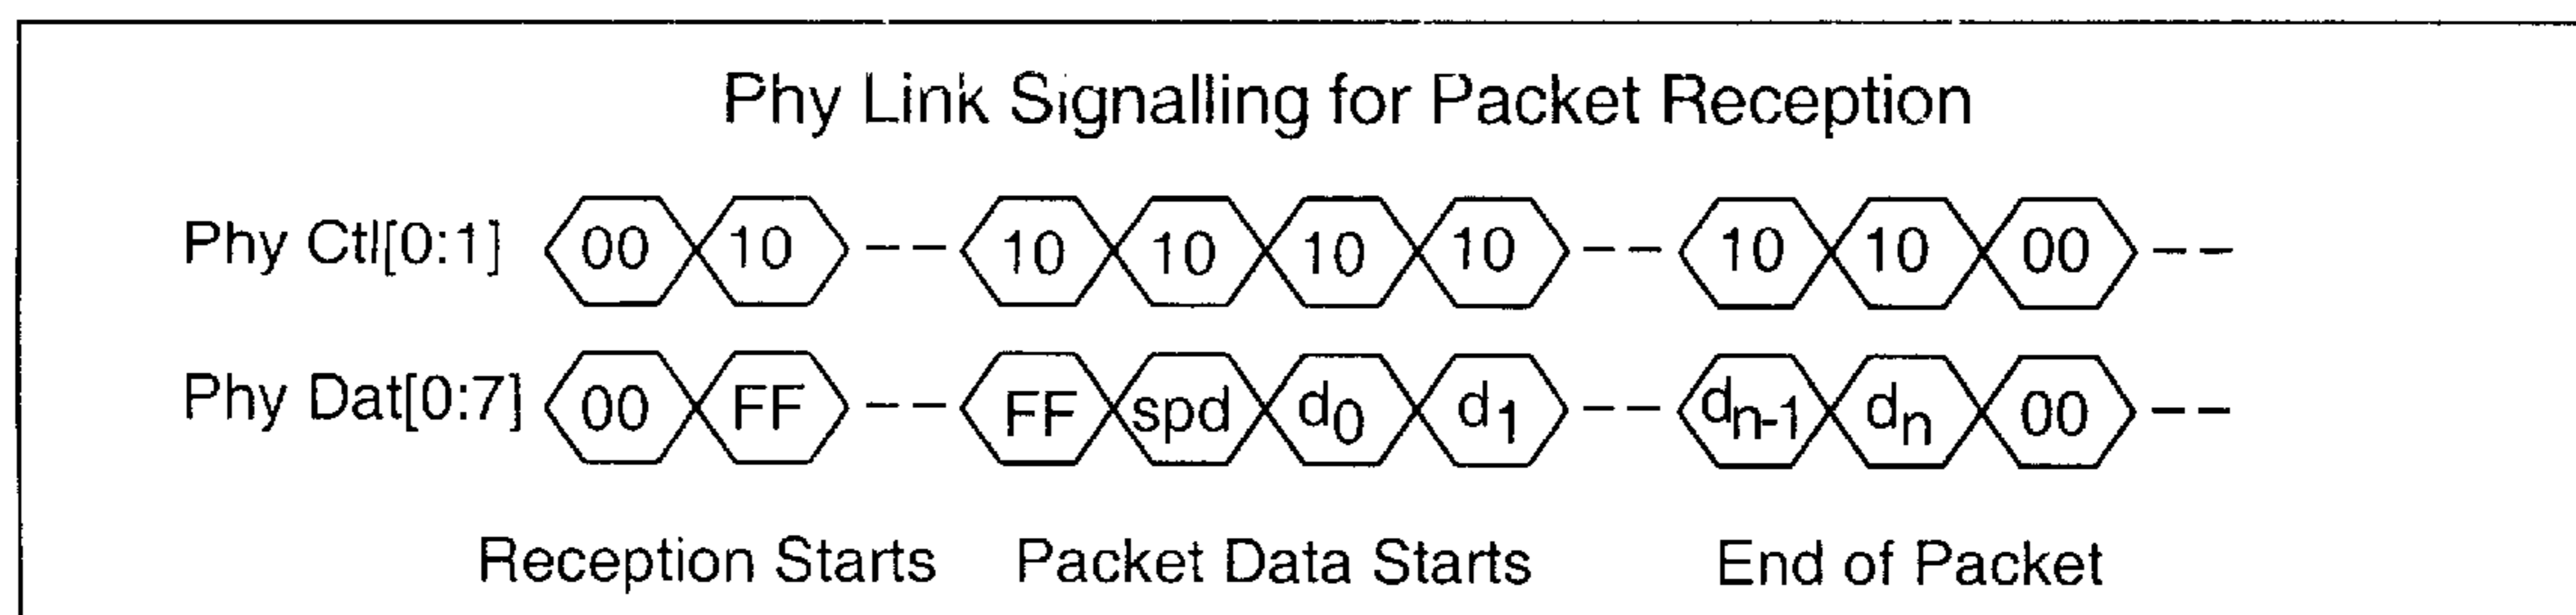 Phy Link Signalling for Packet Reception
Phy Ctl[0:1] 00 10 10 10 10 10 10 10 00
Phy Dat[0:7] 00 FF FF spd d0 d1 dn-1 dn 00
Reception Starts Packet Data Starts End of Packet